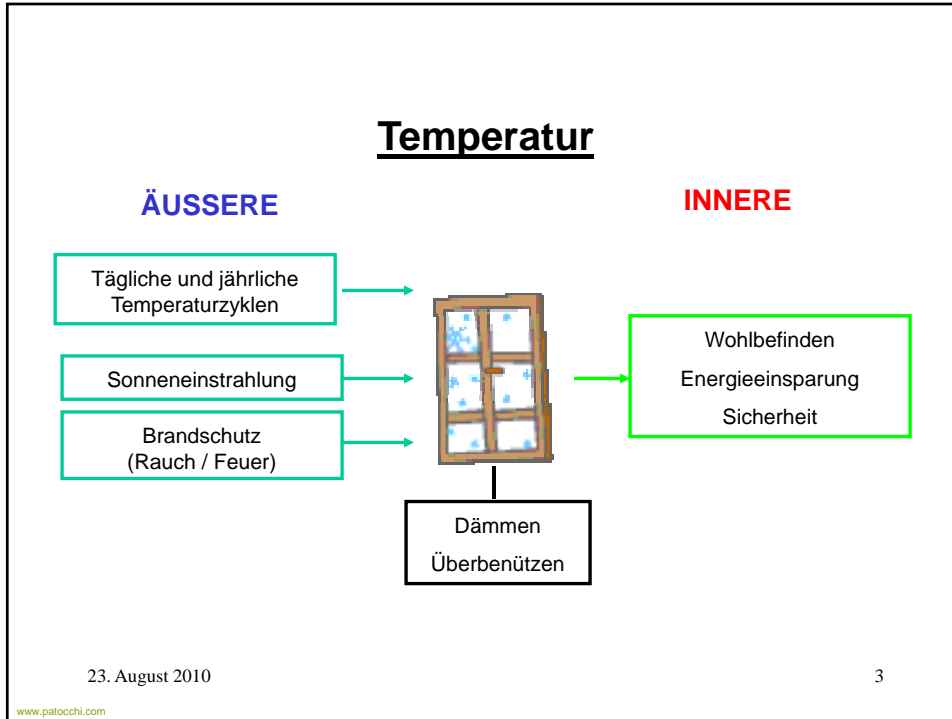 Temperatur
ÄUSSERE
INNERE
Tägliche und jährliche
Temperaturzyklen
Sonneneinstrahlung
Brandschutz
(Rauch / Feuer)
Wohlbefinden
Energieeinsparung
Sicherheit
Dämmen
Überbenützen
23. August 2010
3
www.patocchi.com